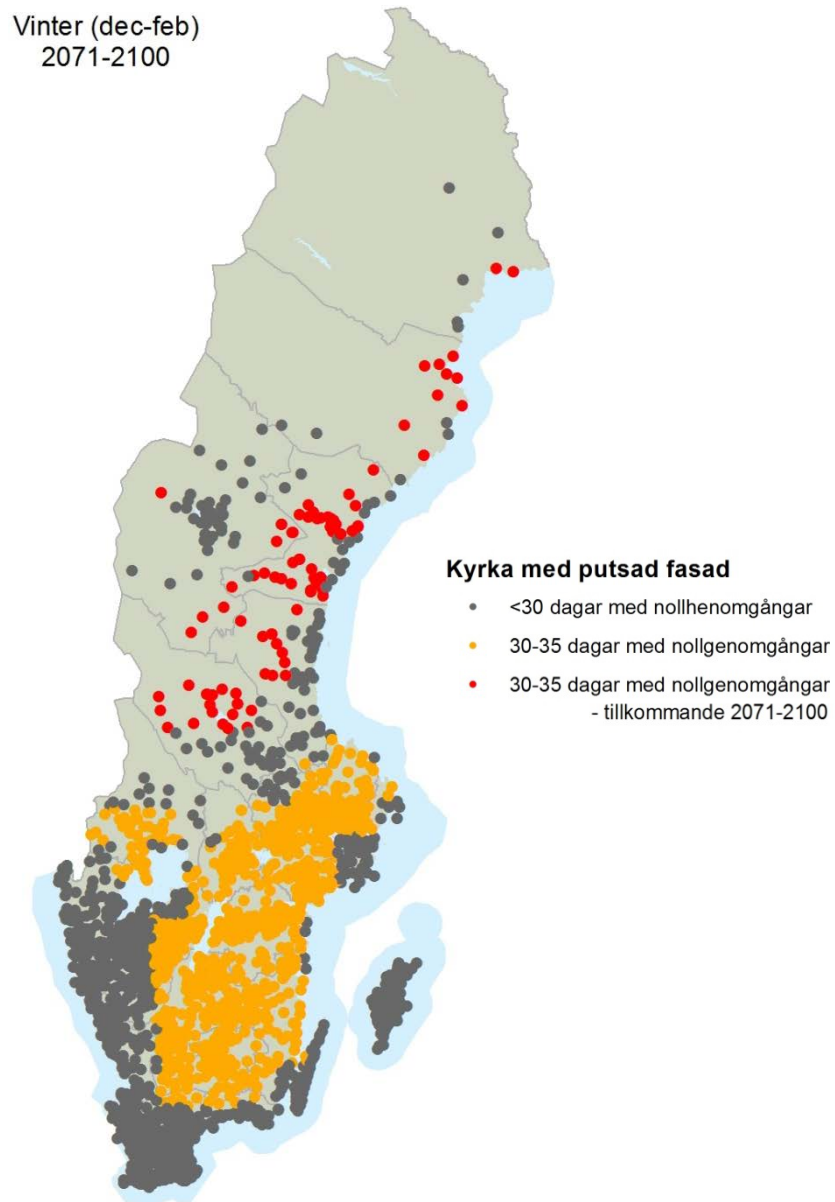 Vinter (dec-feb)
2071-2100
Kyrka med putsad fasad
<30 dagar med nollhenomgångar
30-35 dagar med nollgenomgångar
30-35 dagar med nollgenomgångar
- tillkommande 2071-2100